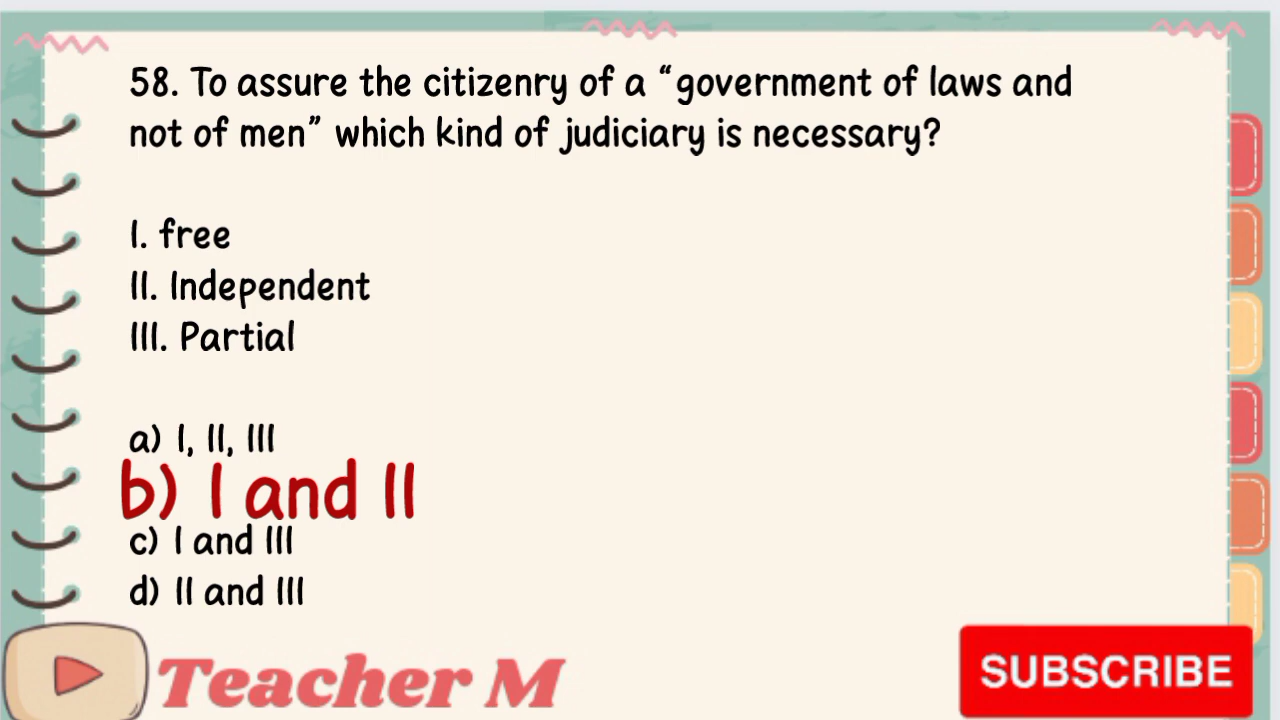 58. To assure the citizenry of a “government of laws and
not of men” which kind of judiciary is necessary?
I. free
II. Independent
III. Partial
a) I, II, III
b) I and II
c) I and III
d) II and III
Teacher M
SUBSCRIBE